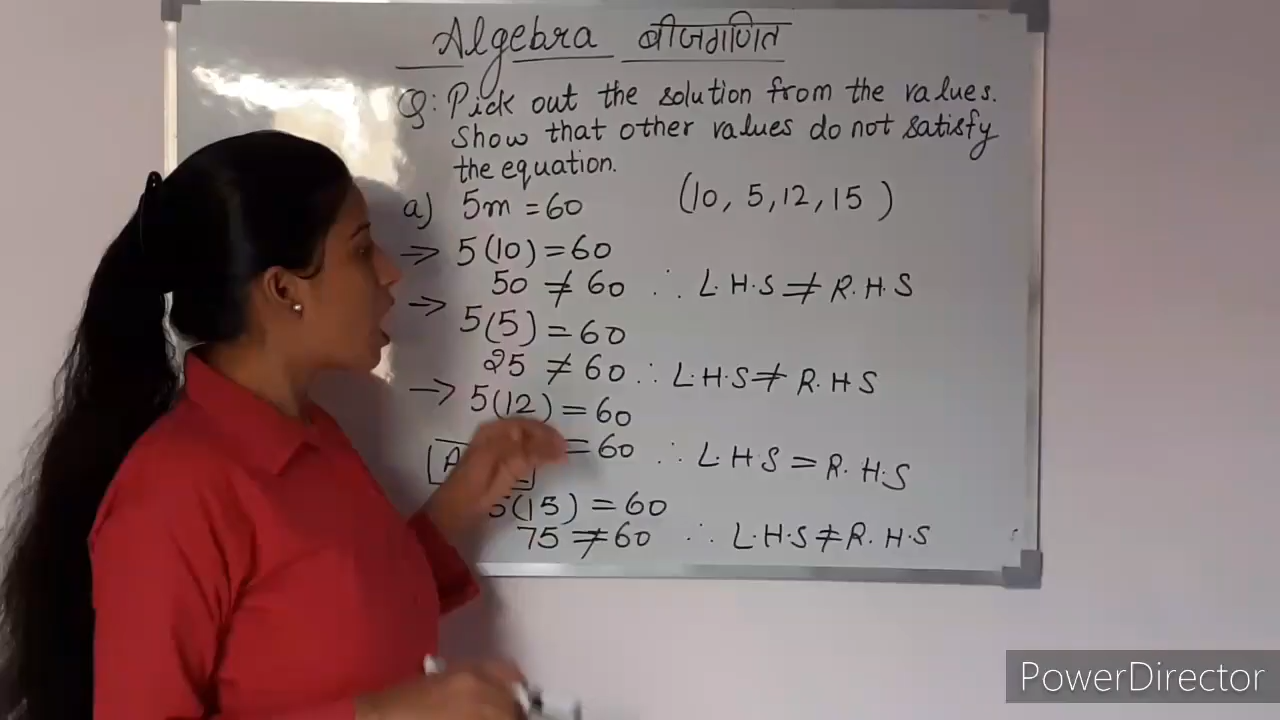 Algebra बीजगणित
Q: Pick out the solution from the values.
Show that other values do not satisfy
the equation.
a) 5m = 60 (10, 5, 12, 15 )
⇒ 5(10) = 60
50 ≠ 60 ∴ L.H.S ≠ R.H.S
⇒ 5(5) = 60
25 ≠ 60 ∴ L.H.S ≠ R.H.S
⇒ 5(12) = 60
= 60 ∴ L.H.S = R.H.S
5(15) = 60
75 ≠ 60 ∴ L.H.S ≠ R.H.S
PowerDirector